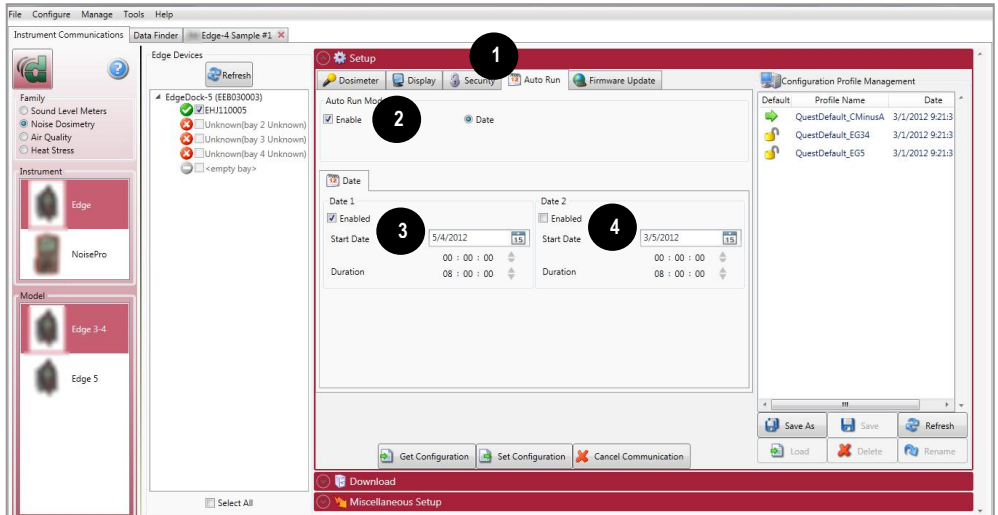 File Configure Manage Tools Help
Instrument Communications Data Finder Edge-4 Sample #1
Family
Sound Level Meters
Noise Dosimetry
Air Quality
Heat Stress
Instrument
Edge
NoisePro
Model
Edge 3-4
Edge 5
Edge Devices
Refresh
EdgeDock-5 (EEB030003)
EHJ110005
Unknown(bay 2 Unknown)
Unknown(bay 3 Unknown)
Unknown(bay 4 Unknown)
<empty bay>
Select All
Setup
1
Dosimeter Display Security Auto Run Firmware Update
Auto Run Mod
Enable 2 Date
Date
Date 1
Enabled
3
Start Date 5/4/2012 15
00 : 00 : 00
Duration 08 : 00 : 00
Date 2
Enabled
4
Start Date 3/5/2012 15
00 : 00 : 00
Duration 08 : 00 : 00
Get Configuration Set Configuration Cancel Communication
Download
Miscellaneous Setup
Configuration Profile Management
Default Profile Name Date
QuestDefault_CMinusA 3/1/2012 9:21:3
QuestDefault_EG34 3/1/2012 9:21:3
QuestDefault_EG5 3/1/2012 9:21:3
Save As Save Refresh
Load Delete Rename